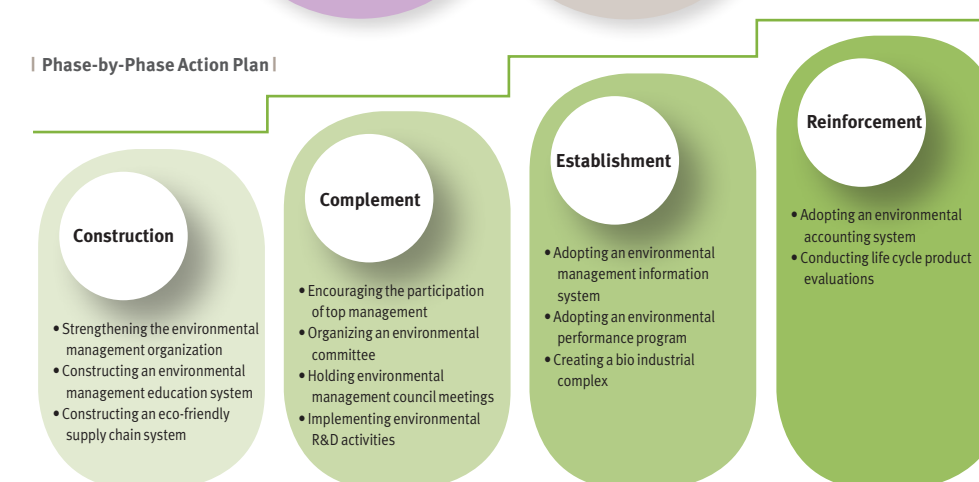 | Phase-by-Phase Action Plan |
Construction
• Strengthening the environmental
management organization
• Constructing an environmental
management education system
• Constructing an eco-friendly
supply chain system
Complement
• Encouraging the participation
of top management
• Organizing an environmental
committee
• Holding environmental
management council meetings
• Implementing environmental
R&D activities
Establishment
• Adopting an environmental
management information
system
• Adopting an environmental
performance program
• Creating a bio industrial
complex
Reinforcement
• Adopting an environmental
accounting system
• Conducting life cycle product
evaluations